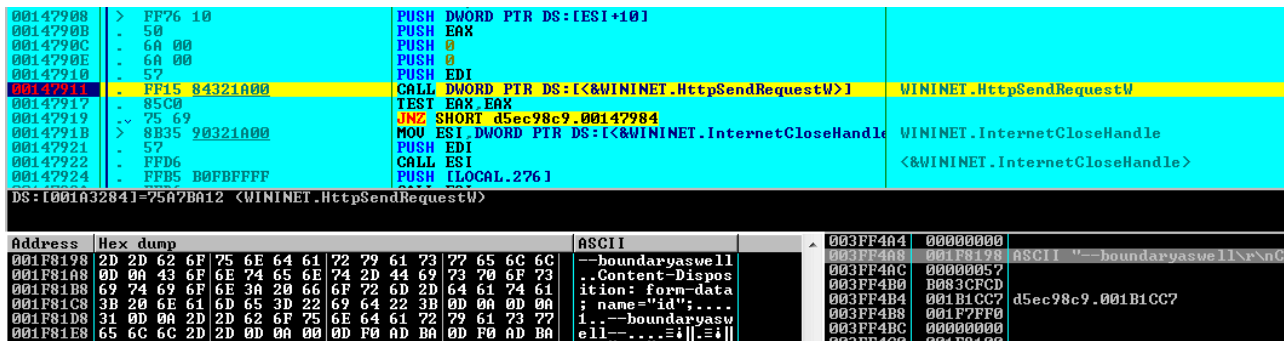 00147908 > FF76 10 PUSH DWORD PTR DS:[ESI+10]
0014790B . 50 PUSH EAX
0014790C . 6A 00 PUSH 0
0014790E . 6A 00 PUSH 0
00147910 . 57 PUSH EDI
00147911 . FF15 84321A00 CALL DWORD PTR DS:[<&WININET.HttpSendRequestW>] WININET.HttpSendRequestW
00147917 . 85C0 TEST EAX,EAX
00147919 .v 75 69 JNZ SHORT d5ec98c9.00147984
0014791B > 8B35 90321A00 MOV ESI,DWORD PTR DS:[<&WININET.InternetCloseHandle WININET.InternetCloseHandle
00147921 . 57 PUSH EDI
00147922 . FFD6 CALL ESI <&WININET.InternetCloseHandle>
00147924 . FFB5 B0FBFFFF PUSH [LOCAL.276]
DS:[001A3284]=75A7BA12 (WININET.HttpSendRequestW)
Address Hex dump ASCII
001F8198 2D 2D 62 6F 75 6E 64 61 72 79 61 73 77 65 6C 6C --boundaryaswell
001F81A8 0D 0A 43 6F 6E 74 65 6E 74 2D 44 69 73 70 6F 73 ..Content-Dispos
001F81B8 69 74 69 6F 6E 3A 20 66 6F 72 6D 2D 64 61 74 61 ition: form-data
001F81C8 3B 20 6E 61 6D 65 3D 22 69 64 22 3B 0D 0A 0D 0A ; name="id";....
001F81D8 31 0D 0A 2D 2D 62 6F 75 6E 64 61 72 79 61 73 77 1..--boundaryasw
001F81E8 65 6C 6C 2D 2D 0D 0A 00 0D F0 AD BA 0D F0 AD BA ell--....≡¡║.≡¡║
003FF4A4 00000000
003FF4A8 001F8198 ASCII "--boundaryaswell\r\nC
003FF4AC 00000057
003FF4B0 B083CFCD
003FF4B4 001B1CC7 d5ec98c9.001B1CC7
003FF4B8 001F7FF0
003FF4BC 00000000